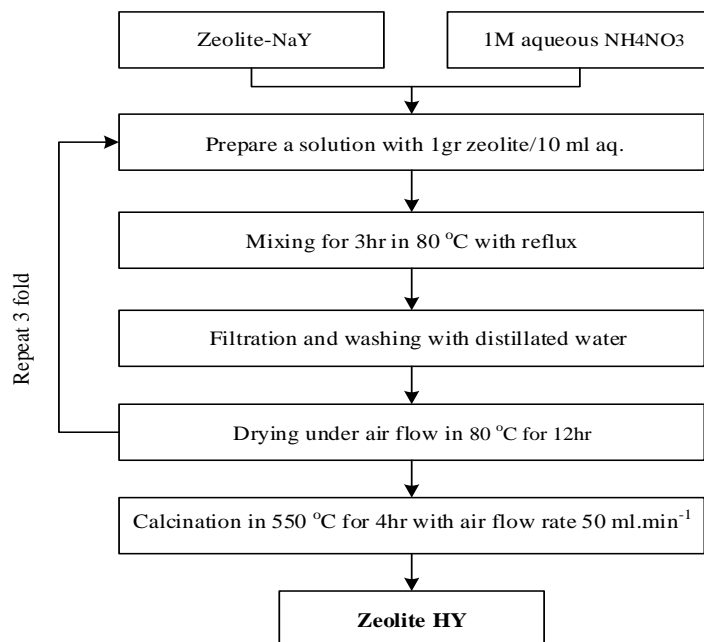 Zeolite-NaY
1M aqueous NH4NO3
Prepare a solution with 1gr zeolite/10 ml aq.
Mixing for 3hr in 80 °C with reflux
Repeat 3 fold
Filtration and washing with distillated water
Drying under air flow in 80 °C for 12hr
Calcination in 550 °C for 4hr with air flow rate 50 ml.min⁻¹
Zeolite HY